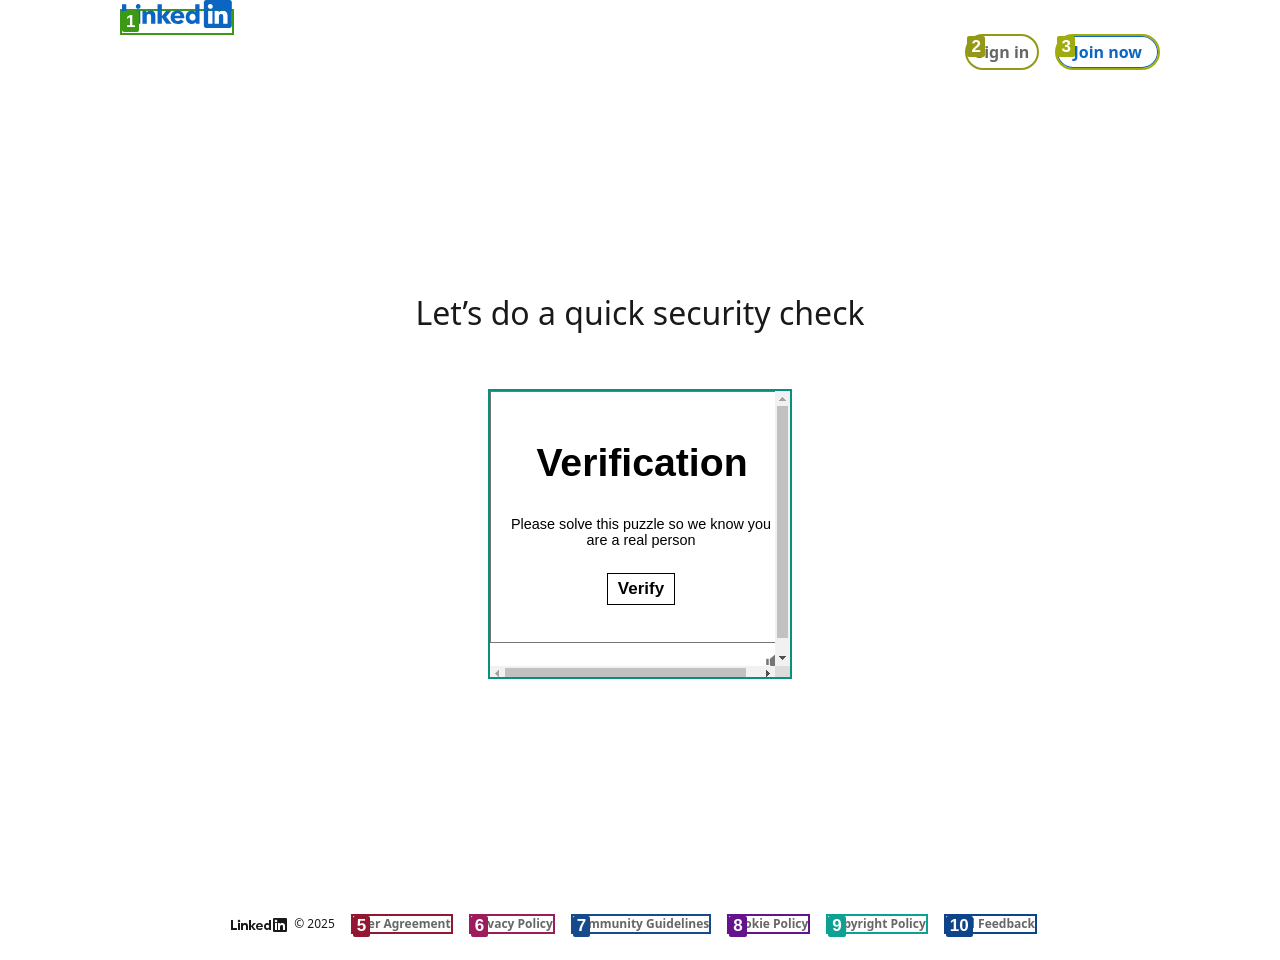 Linkedin
1
2 ign in
3 Join now
Let’s do a quick security check
Verification
Please solve this puzzle so we know you
are a real person
Verify
Linkedin © 2025 5 er Agreement 6 vacy Policy 7 mmunity Guidelines 8 okie Policy 9 pyright Policy 10 Feedback